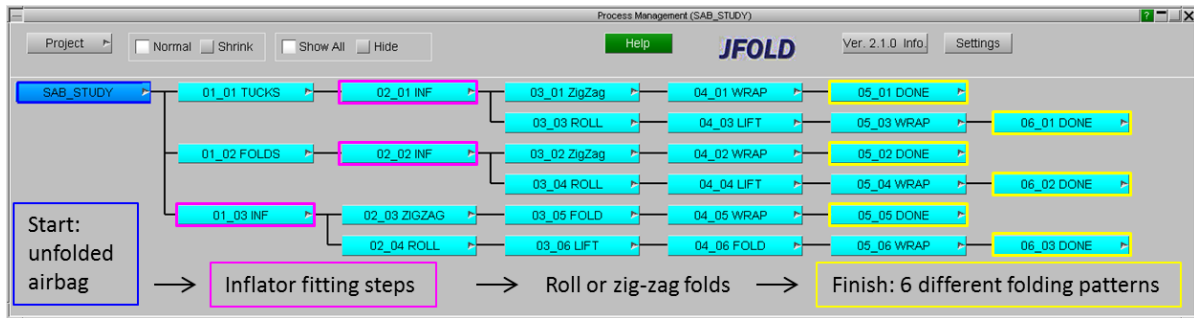 Process Management (SAB_STUDY)
?
Project Normal Shrink Show All Hide Help JFOLD Ver. 2.1.0 Info. Settings
SAB_STUDY 01_01 TUCKS 02_01 INF 03_01 ZigZag 04_01 WRAP 05_01 DONE
03_03 ROLL 04_03 LIFT 05_03 WRAP 06_01 DONE
01_02 FOLDS 02_02 INF 03_02 ZigZag 04_02 WRAP 05_02 DONE
03_04 ROLL 04_04 LIFT 05_04 WRAP 06_02 DONE
01_03 INF 02_03 ZIGZAG 03_05 FOLD 04_05 WRAP 05_05 DONE
02_04 ROLL 03_06 LIFT 04_06 FOLD 05_06 WRAP 06_03 DONE
Start:
unfolded
airbag
→ Inflator fitting steps → Roll or zig-zag folds → Finish: 6 different folding patterns